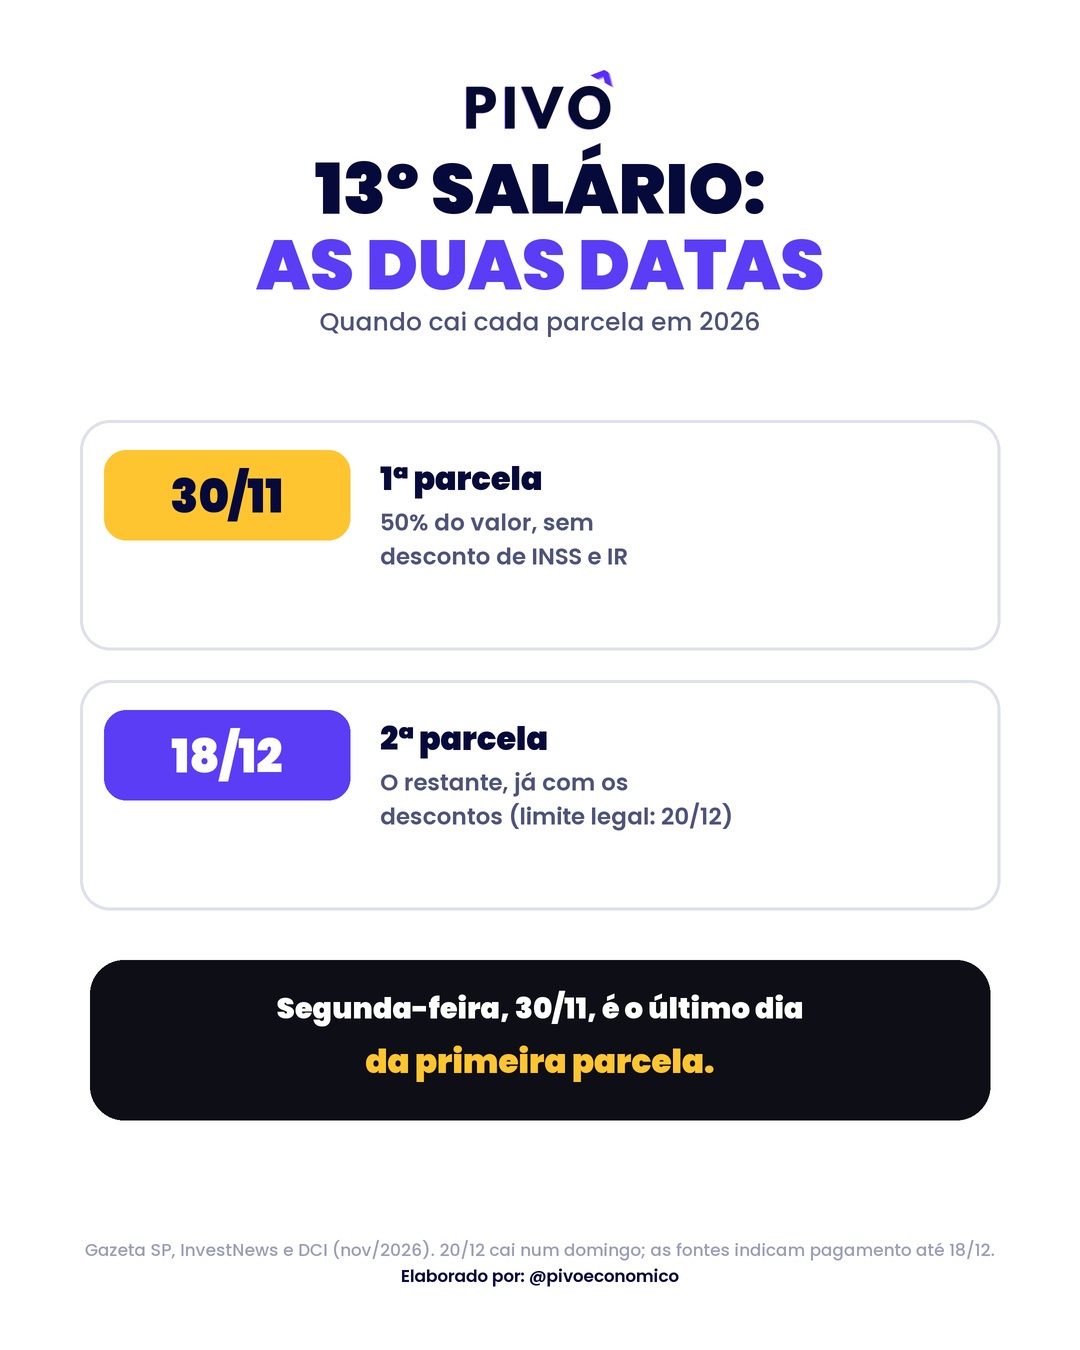 PIVÔ
13º SALÁRIO:
AS DUAS DATAS
Quando cai cada parcela em 2026
30/11
1ª parcela
50% do valor, sem
desconto de INSS e IR
18/12
2ª parcela
O restante, já com os
descontos (limite legal: 20/12)
Segunda-feira, 30/11, é o último dia
da primeira parcela.
Gazeta SP, InvestNews e DCI (nov/2026). 20/12 cai num domingo; as fontes indicam pagamento até 18/12.
Elaborado por: @pivoeconomico